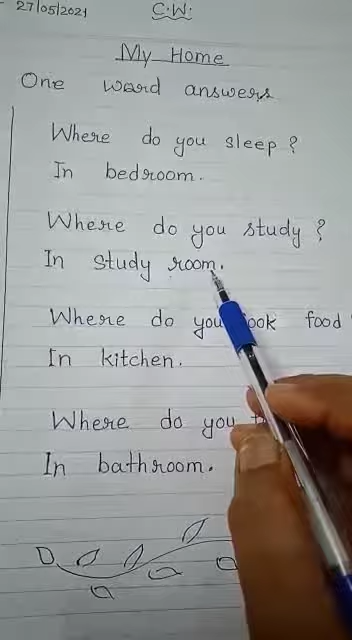 27/05/2021 C.W.
My Home
One word answers
Where do you sleep?
In bedroom.
Where do you study?
In study room.
Where do you cook food
In kitchen.
Where do you
In bathroom.